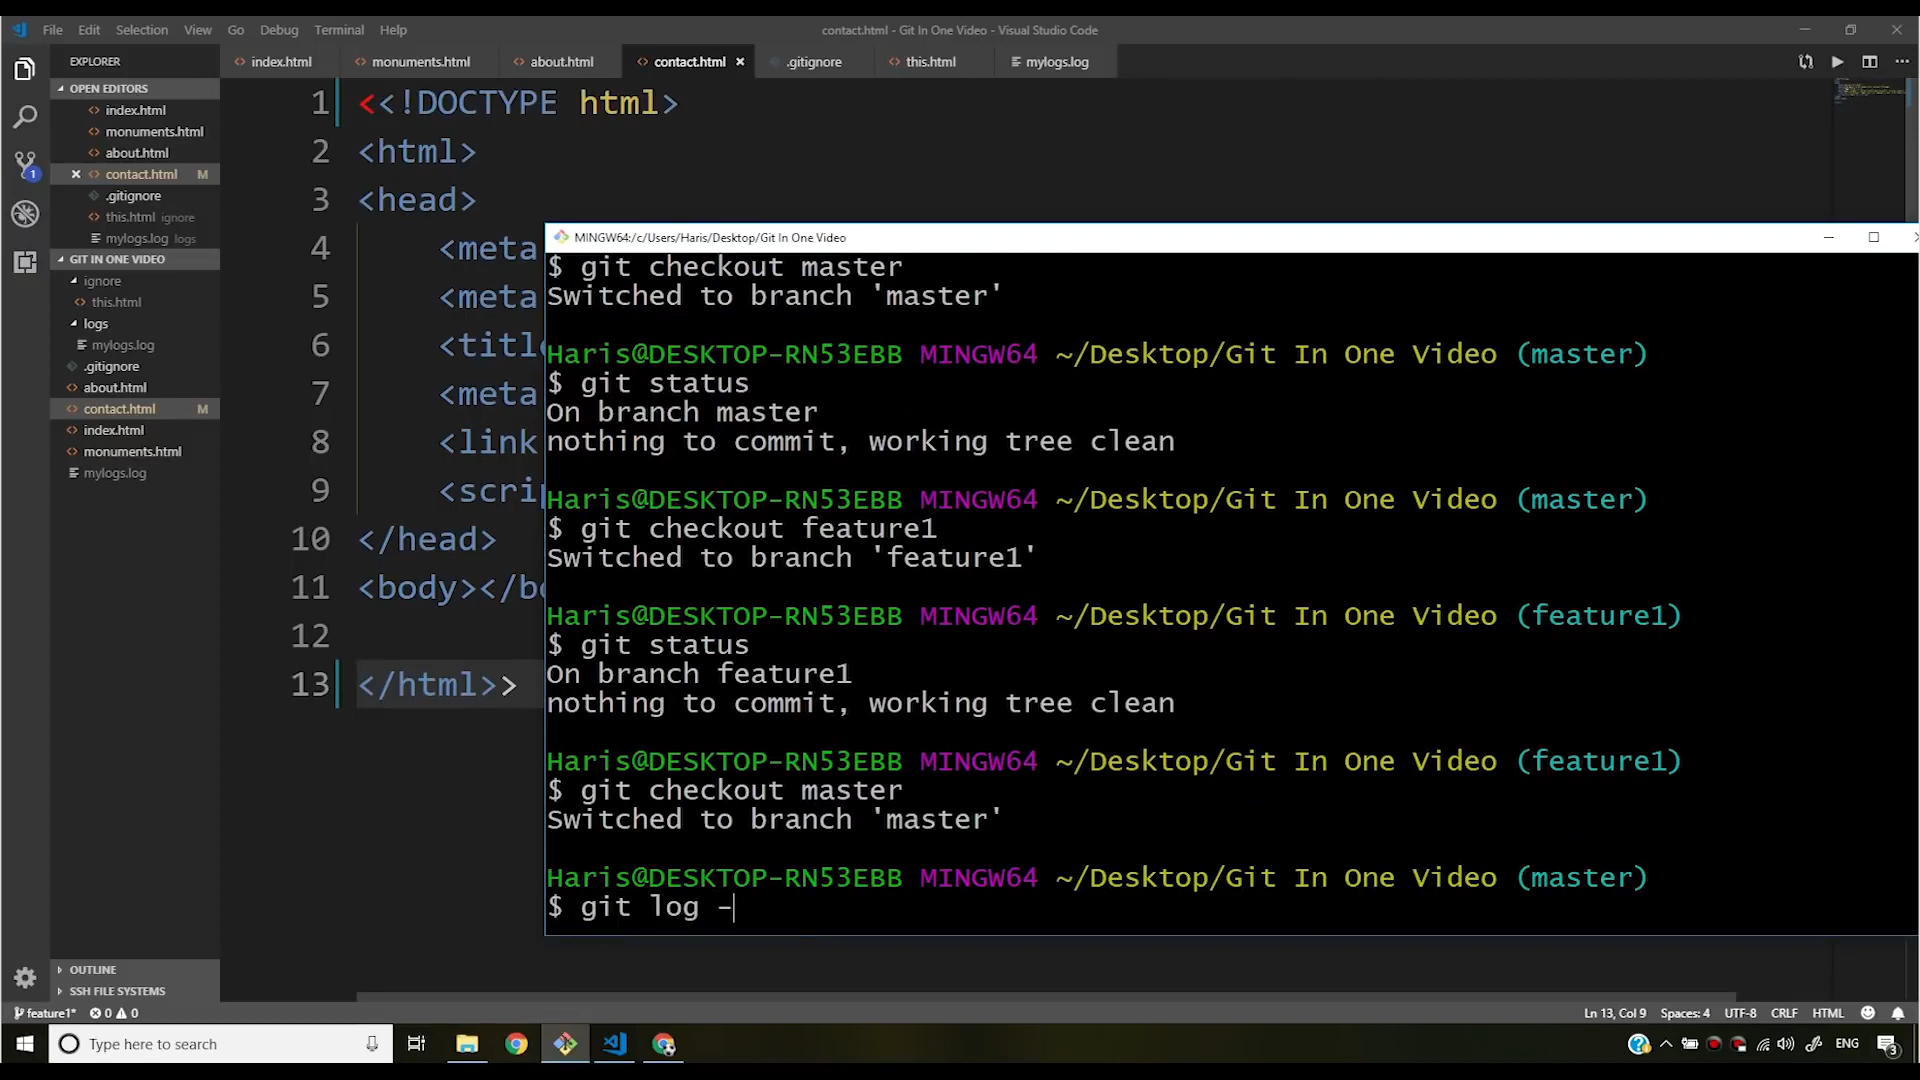 File Edit Selection View Go Debug Terminal Help
contact.html - Git In One Video - Visual Studio Code
EXPLORER
index.html
monuments.html
about.html
contact.html
.gitignore
this.html
mylogs.log
OPEN EDITORS
index.html
monuments.html
about.html
contact.html M
.gitignore
this.html ignore
mylogs.log logs
GIT IN ONE VIDEO
ignore
this.html
logs
mylogs.log
.gitignore
about.html
contact.html M
index.html
monuments.html
mylogs.log
OUTLINE
SSH FILE SYSTEMS
1 <<!DOCTYPE html>
2 <html>
3 <head>
4 <meta
5 <meta
6 <title
7 <meta
8 <link
9 <scrip
10 </head>
11 <body></bo
12
13 </html>>
MINGW64:/c/Users/Haris/Desktop/Git In One Video
$ git checkout master
Switched to branch 'master'
Haris@DESKTOP-RN53EBB MINGW64 ~/Desktop/Git In One Video (master)
$ git status
On branch master
nothing to commit, working tree clean
Haris@DESKTOP-RN53EBB MINGW64 ~/Desktop/Git In One Video (master)
$ git checkout feature1
Switched to branch 'feature1'
Haris@DESKTOP-RN53EBB MINGW64 ~/Desktop/Git In One Video (feature1)
$ git status
On branch feature1
nothing to commit, working tree clean
Haris@DESKTOP-RN53EBB MINGW64 ~/Desktop/Git In One Video (feature1)
$ git checkout master
Switched to branch 'master'
Haris@DESKTOP-RN53EBB MINGW64 ~/Desktop/Git In One Video (master)
$ git log -
1
feature1* 0 0
Ln 13, Col 9 Spaces: 4 UTF-8 CRLF HTML
Type here to search
ENG
3